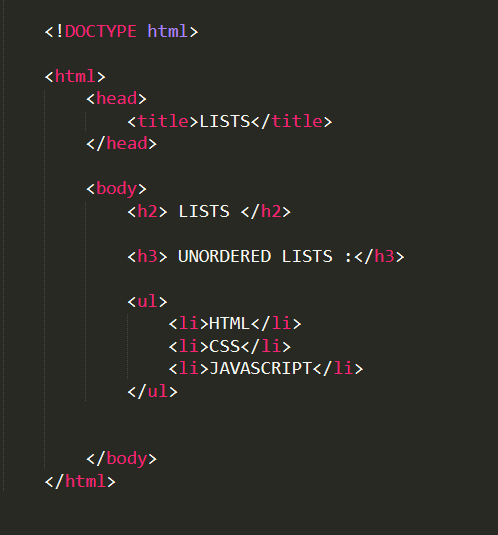 <!DOCTYPE html>
<html>
<head>
<title>LISTS</title>
</head>
<body>
<h2> LISTS </h2>
<h3> UNORDERED LISTS :</h3>
<ul>
<li>HTML</li>
<li>CSS</li>
<li>JAVASCRIPT</li>
</ul>
</body>
</html>